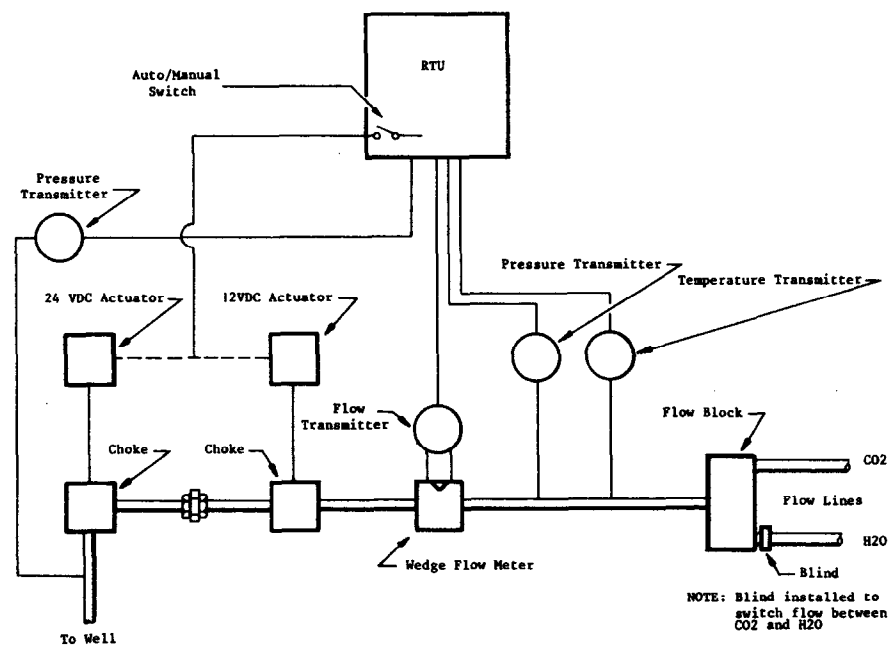 RTU
Auto/Manual
Switch
Pressure
Transmitter
Pressure Transmitter
Temperature Transmitter
24 VDC Actuator
12VDC Actuator
Flow
Transmitter
Flow Block
Choke
Choke
CO2
Flow Lines
H2O
Wedge Flow Meter
Blind
NOTE: Blind installed to
switch flow between
CO2 and H2O
To Well